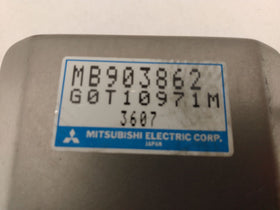 MB903862
G0T10971M
3607
MITSUBISHI ELECTRIC CORP.
JAPAN